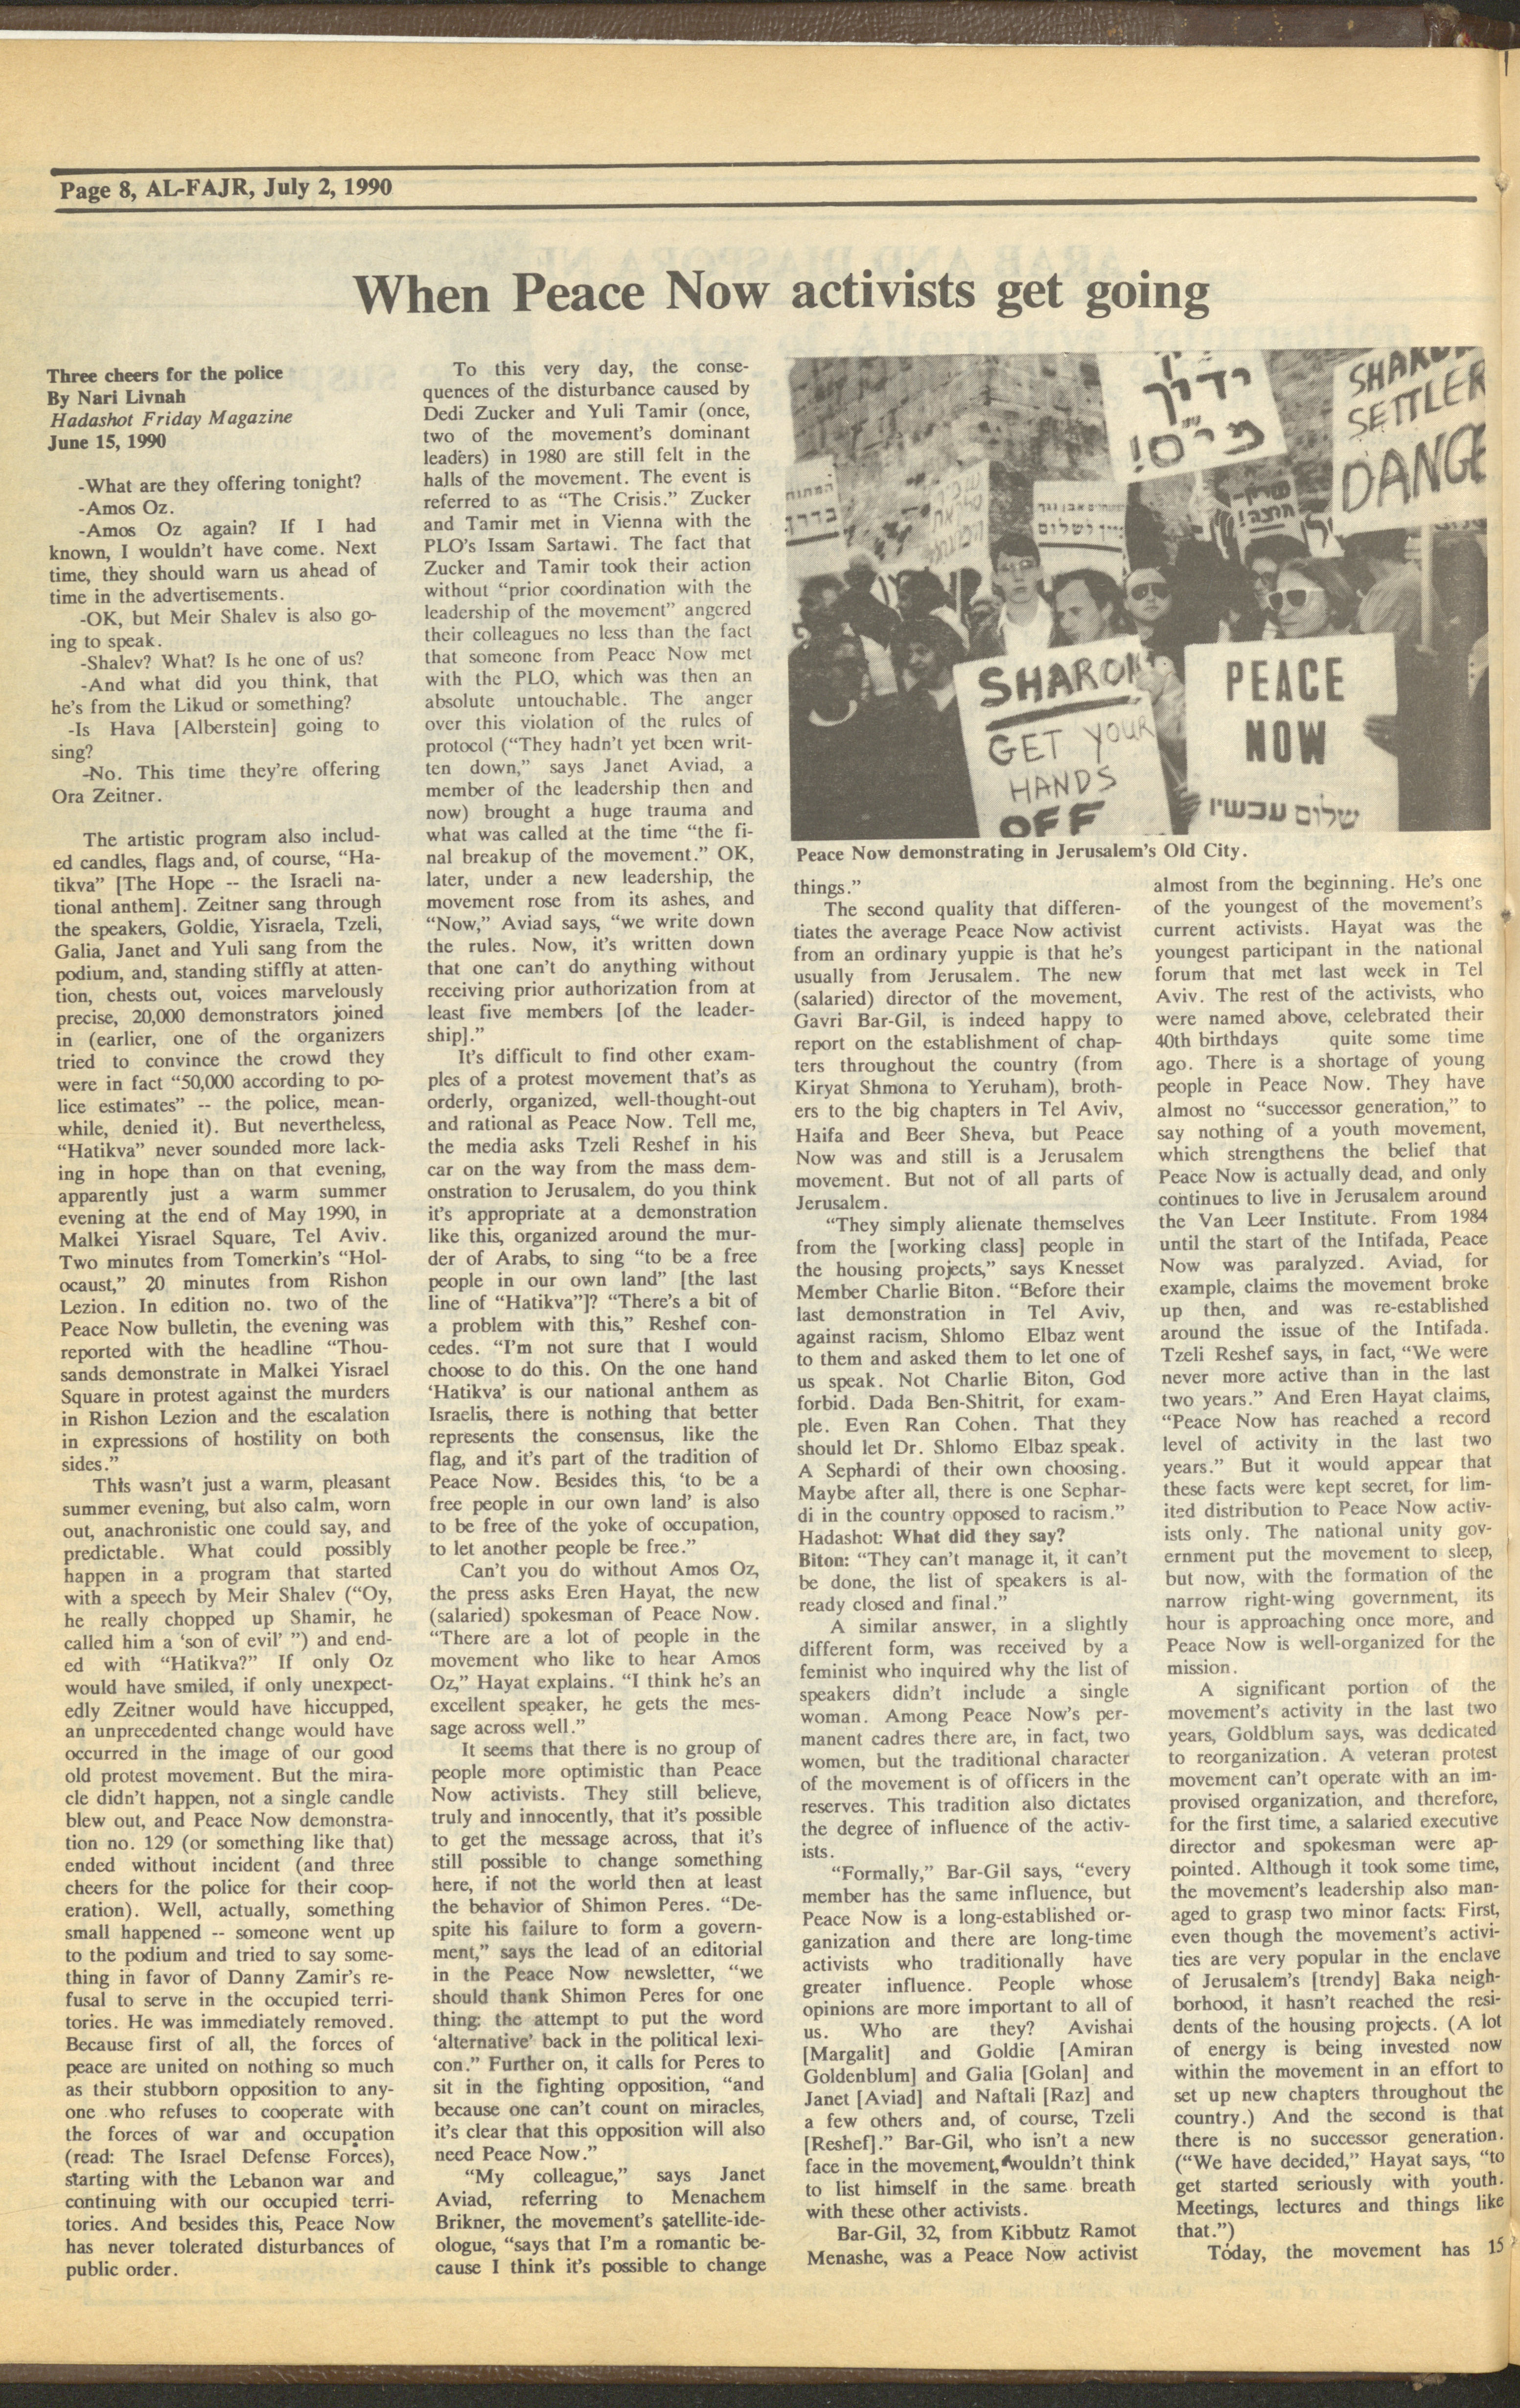 Page 8, AL-FAJR, July 2, 1990
When Peace Now activists get going
Three cheers for the police
By Nari Livnah
Hadashot Friday Magazine
June 15, 1990
-What are they offering tonight?
-Amos Oz.
-Amos Oz again? If I had
known, I wouldn't have come. Next
time, they should warn us ahead of
time in the advertisements.
-OK, but Meir Shalev is also go-
ing to speak.
-Shalev? What? Is he one of us?
-And what did you think, that
he's from the Likud or something?
-Is Hava [Alberstein] going to
sing?
-No. This time they're offering
Ora Zeitner.
The artistic program also includ-
ed candles, flags and, of course, "Ha-
tikva" [The Hope -- the Israeli na-
tional anthem]. Zeitner sang through
the speakers, Goldie, Yisraela, Tzeli,
Galia, Janet and Yuli sang from the
podium, and, standing stiffly at atten-
tion, chests out, voices marvelously
precise, 20,000 demonstrators joined
in (earlier, one of the organizers
tried to convince the crowd they
were in fact "50,000 according to po-
lice estimates" -- the police, mean-
while, denied it). But nevertheless,
"Hatikva" never sounded more lack-
ing in hope than on that evening,
apparently just a warm summer
evening at the end of May 1990, in
Malkei Yisrael Square, Tel Aviv.
Two minutes from Tomerkin's "Hol-
ocaust," 20 minutes from Rishon
Lezion. In edition no. two of the
Peace Now bulletin, the evening was
reported with the headline "Thou-
sands demonstrate in Malkei Yisrael
Square in protest against the murders
in Rishon Lezion and the escalation
in expressions of hostility on both
sides."
This wasn't just a warm, pleasant
summer evening, but also calm, worn
out, anachronistic one could say, and
predictable. What could possibly
happen in a program that started
with a speech by Meir Shalev ("Oy,
he really chopped up Shamir, he
called him a 'son of evil' ") and end-
ed with "Hatikva?" If only Oz
would have smiled, if only unexpect-
edly Zeitner would have hiccupped,
an unprecedented change would have
occurred in the image of our good
old protest movement. But the mira-
cle didn't happen, not a single candle
blew out, and Peace Now demonstra-
tion no. 129 (or something like that)
ended without incident (and three
cheers for the police for their coop-
eration). Well, actually, something
small happened -- someone went up
to the podium and tried to say some-
thing in favor of Danny Zamir's re-
fusal to serve in the occupied terri-
tories. He was immediately removed.
Because first of all, the forces of
peace are united on nothing so much
as their stubborn opposition to any-
one who refuses to cooperate with
the forces of war and occupation
(read: The Israel Defense Forces),
starting with the Lebanon war and
continuing with our occupied terri-
tories. And besides this, Peace Now
has never tolerated disturbances of
public order.
To this very day, the conse-
quences of the disturbance caused by
Dedi Zucker and Yuli Tamir (once,
two of the movement's dominant
leaders) in 1980 are still felt in the
halls of the movement. The event is
referred to as "The Crisis." Zucker
and Tamir met in Vienna with the
PLO's Issam Sartawi. The fact that
Zucker and Tamir took their action
without "prior coordination with the
leadership of the movement" angered
their colleagues no less than the fact
that someone from Peace Now met
with the PLO, which was then an
absolute untouchable. The anger
over this violation of the rules of
protocol ("They hadn't yet been writ-
ten down," says Janet Aviad, a
member of the leadership then and
now) brought a huge trauma and
what was called at the time "the fi-
nal breakup of the movement." OK,
later, under a new leadership, the
movement rose from its ashes, and
"Now," Aviad says, "we write down
the rules. Now, it's written down
that one can't do anything without
receiving prior authorization from at
least five members [of the leader-
ship]."
It's difficult to find other exam-
ples of a protest movement that's as
orderly, organized, well-thought-out
and rational as Peace Now. Tell me,
the media asks Tzeli Reshef in his
car on the way from the mass dem-
onstration to Jerusalem, do you think
it's appropriate at a demonstration
like this, organized around the mur-
der of Arabs, to sing "to be a free
people in our own land" [the last
line of "Hatikva"]? "There's a bit of
a problem with this," Reshef con-
cedes. "I'm not sure that I would
choose to do this. On the one hand
'Hatikva' is our national anthem as
Israelis, there is nothing that better
represents the consensus, like the
flag, and it's part of the tradition of
Peace Now. Besides this, 'to be a
free people in our own land' is also
to be free of the yoke of occupation,
to let another people be free."
Can't you do without Amos Oz,
the press asks Eren Hayat, the new
(salaried) spokesman of Peace Now.
"There are a lot of people in the
movement who like to hear Amos
Oz," Hayat explains. "I think he's an
excellent speaker, he gets the mes-
sage across well."
It seems that there is no group of
people more optimistic than Peace
Now activists. They still believe,
truly and innocently, that it's possible
to get the message across, that it's
still possible to change something
here, if not the world then at least
the behavior of Shimon Peres. "De-
spite his failure to form a govern-
ment," says the lead of an editorial
in the Peace Now newsletter, "we
should thank Shimon Peres for one
thing: the attempt to put the word
'alternative' back in the political lexi-
con." Further on, it calls for Peres to
sit in the fighting opposition, "and
because one can't count on miracles,
it's clear that this opposition will also
need Peace Now."
"My colleague," says Janet
Aviad, referring to Menachem
Brikner, the movement's satellite-ide-
ologue, "says that I'm a romantic be-
cause I think it's possible to change
ידיך
מר"ס!
SHARON
SETTLER
DANGE
שרון-
תוצה!
לשלום
SHARON
GET YOUR
HANDS
OFF
PEACE
NOW
שלום עכשיו
Peace Now demonstrating in Jerusalem's Old City.
things."
The second quality that differen-
tiates the average Peace Now activist
from an ordinary yuppie is that he's
usually from Jerusalem. The new
(salaried) director of the movement,
Gavri Bar-Gil, is indeed happy to
report on the establishment of chap-
ters throughout the country (from
Kiryat Shmona to Yeruham), broth-
ers to the big chapters in Tel Aviv,
Haifa and Beer Sheva, but Peace
Now was and still is a Jerusalem
movement. But not of all parts of
Jerusalem.
"They simply alienate themselves
from the [working class] people in
the housing projects," says Knesset
Member Charlie Biton. "Before their
last demonstration in Tel Aviv,
against racism, Shlomo Elbaz went
to them and asked them to let one of
us speak. Not Charlie Biton, God
forbid. Dada Ben-Shitrit, for exam-
ple. Even Ran Cohen. That they
should let Dr. Shlomo Elbaz speak.
A Sephardi of their own choosing.
Maybe after all, there is one Sephar-
di in the country opposed to racism."
Hadashot: What did they say?
Biton: "They can't manage it, it can't
be done, the list of speakers is al-
ready closed and final."
A similar answer, in a slightly
different form, was received by a
feminist who inquired why the list of
speakers didn't include a single
woman. Among Peace Now's per-
manent cadres there are, in fact, two
women, but the traditional character
of the movement is of officers in the
reserves. This tradition also dictates
the degree of influence of the activ-
ists.
"Formally," Bar-Gil says, "every
member has the same influence, but
Peace Now is a long-established or-
ganization and there are long-time
activists who traditionally have
greater influence. People whose
opinions are more important to all of
us. Who are they? Avishai
[Margalit] and Goldie [Amiran
Goldenblum] and Galia [Golan] and
Janet [Aviad] and Naftali [Raz] and
a few others and, of course, Tzeli
[Reshef]." Bar-Gil, who isn't a new
face in the movement, wouldn't think
to list himself in the same breath
with these other activists.
Bar-Gil, 32, from Kibbutz Ramot
Menashe, was a Peace Now activist
almost from the beginning. He's one
of the youngest of the movement's
current activists. Hayat was the
youngest participant in the national
forum that met last week in Tel
Aviv. The rest of the activists, who
were named above, celebrated their
40th birthdays quite some time
ago. There is a shortage of young
people in Peace Now. They have
almost no "successor generation," to
say nothing of a youth movement,
which strengthens the belief that
Peace Now is actually dead, and only
continues to live in Jerusalem around
the Van Leer Institute. From 1984
until the start of the Intifada, Peace
Now was paralyzed. Aviad, for
example, claims the movement broke
up then, and was re-established
around the issue of the Intifada.
Tzeli Reshef says, in fact, "We were
never more active than in the last
two years." And Eren Hayat claims,
"Peace Now has reached a record
level of activity in the last two
years." But it would appear that
these facts were kept secret, for lim-
ited distribution to Peace Now activ-
ists only. The national unity gov-
ernment put the movement to sleep,
but now, with the formation of the
narrow right-wing government, its
hour is approaching once more, and
Peace Now is well-organized for the
mission.
A significant portion of the
movement's activity in the last two
years, Goldblum says, was dedicated
to reorganization. A veteran protest
movement can't operate with an im-
provised organization, and therefore,
for the first time, a salaried executive
director and spokesman were ap-
pointed. Although it took some time,
the movement's leadership also man-
aged to grasp two minor facts: First,
even though the movement's activi-
ties are very popular in the enclave
of Jerusalem's [trendy] Baka neigh-
borhood, it hasn't reached the resi-
dents of the housing projects. (A lot
of energy is being invested now
within the movement in an effort to
set up new chapters throughout the
country.) And the second is that
there is no successor generation.
("We have decided," Hayat says, "to
get started seriously with youth.
Meetings, lectures and things like
that.")
Today, the movement has 15